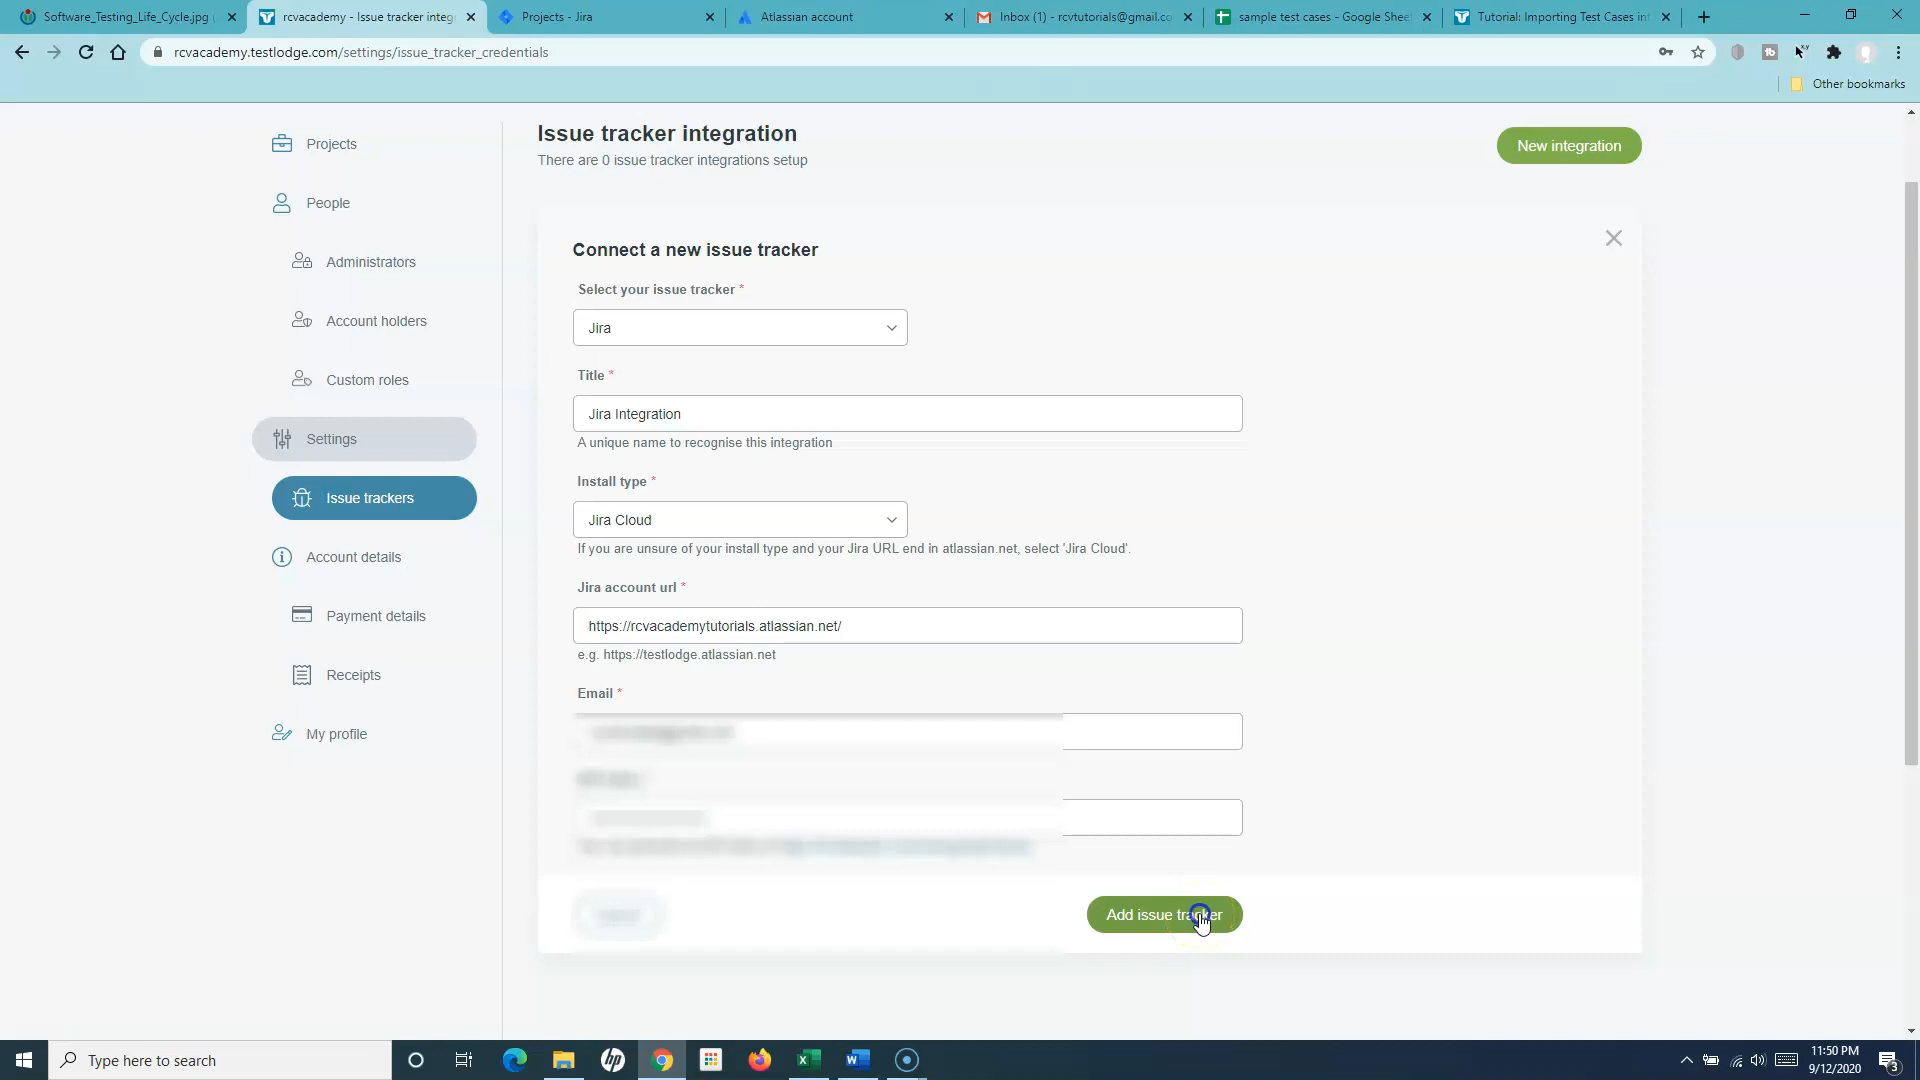 Software_Testing_Life_Cycle.jpg
rcvacademy - Issue tracker integ
Projects - Jira
Atlassian account
Inbox (1) - rcvtutorials@gmail.co
sample test cases - Google Shee
Tutorial: Importing Test Cases in
rcvacademy.testlodge.com/settings/issue_tracker_credentials
Other bookmarks
Projects
People
Administrators
Account holders
Custom roles
Settings
Issue trackers
Account details
Payment details
Receipts
My profile
Issue tracker integration
There are 0 issue tracker integrations setup
New integration
Connect a new issue tracker
Select your issue tracker *
Jira
Title *
Jira Integration
A unique name to recognise this integration
Install type *
Jira Cloud
If you are unsure of your install type and your Jira URL end in atlassian.net, select 'Jira Cloud'.
Jira account url *
https://rcvacademytutorials.atlassian.net/
e.g. https://testlodge.atlassian.net
Email *
Add issue tracker
Type here to search
11:50 PM
9/12/2020
3